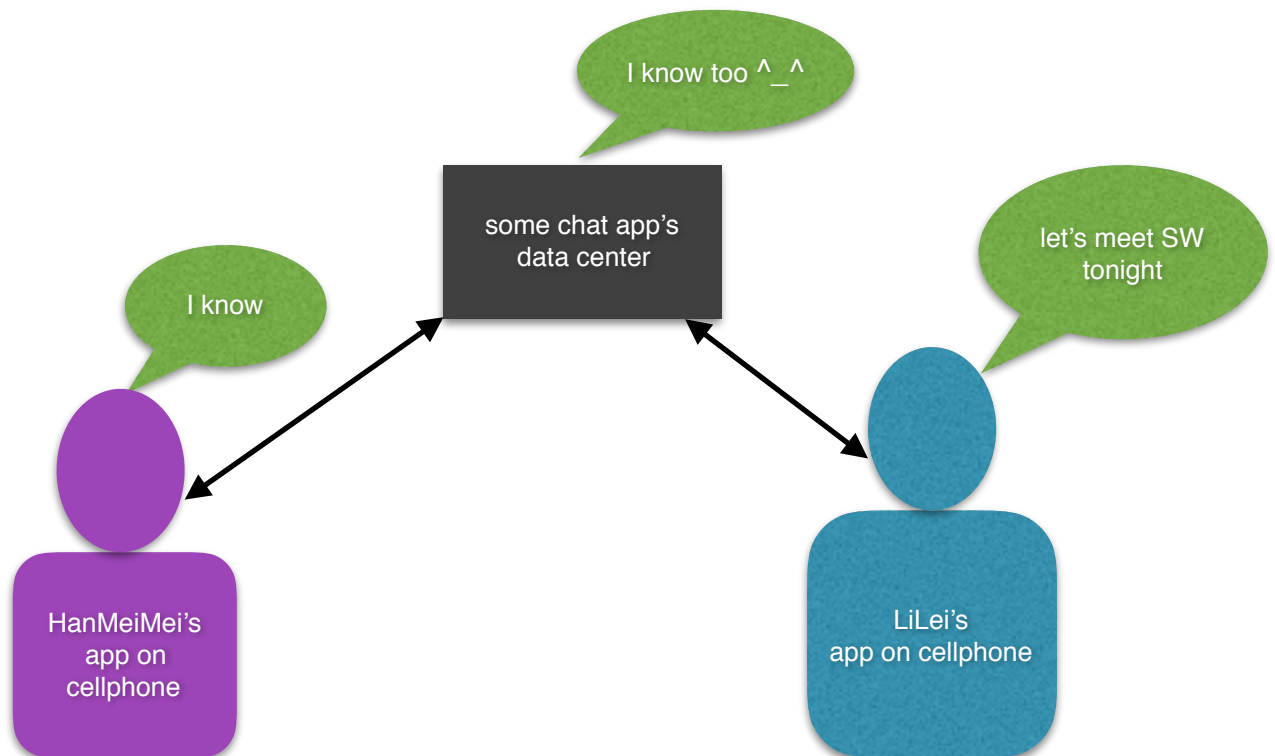 I know too ^_^
some chat app’s
data center
let’s meet SW
tonight
I know
HanMeiMei’s
app on
cellphone
LiLei’s
app on cellphone